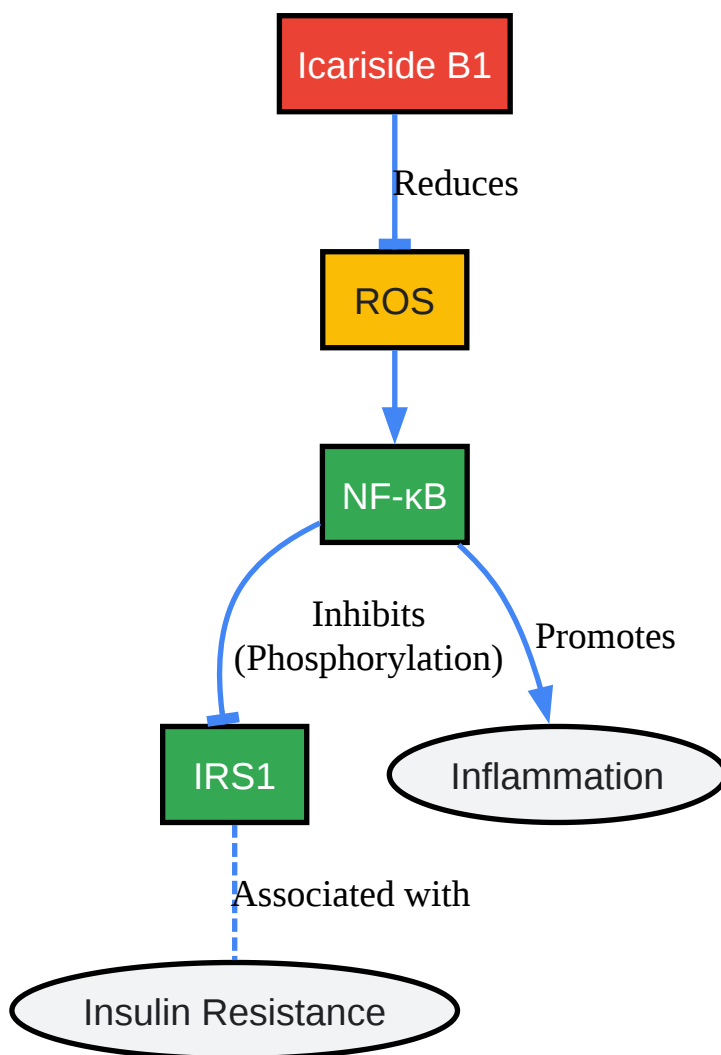 Icariside B1
Reduces
ROS
NF-κB
Inhibits
(Phosphorylation)
Promotes
IRS1
Inflammation
Associated with
Insulin Resistance